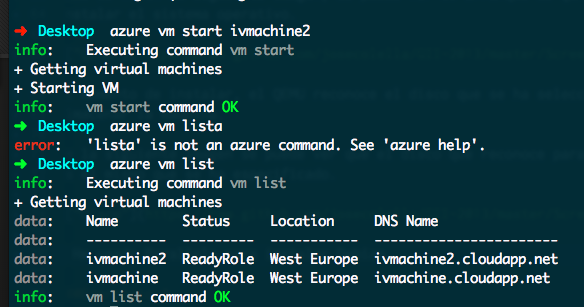 ➜ Desktop azure vm start ivmachine2
info: Executing command vm start
+ Getting virtual machines
+ Starting VM
info: vm start command OK
➜ Desktop azure vm lista
error: 'lista' is not an azure command. See 'azure help'.
➜ Desktop azure vm list
info: Executing command vm list
+ Getting virtual machines
data: Name Status Location DNS Name
data: ---------- --------- ----------- -----------------------
data: ivmachine2 ReadyRole West Europe ivmachine2.cloudapp.net
data: ivmachine ReadyRole West Europe ivmachine.cloudapp.net
info: vm list command OK